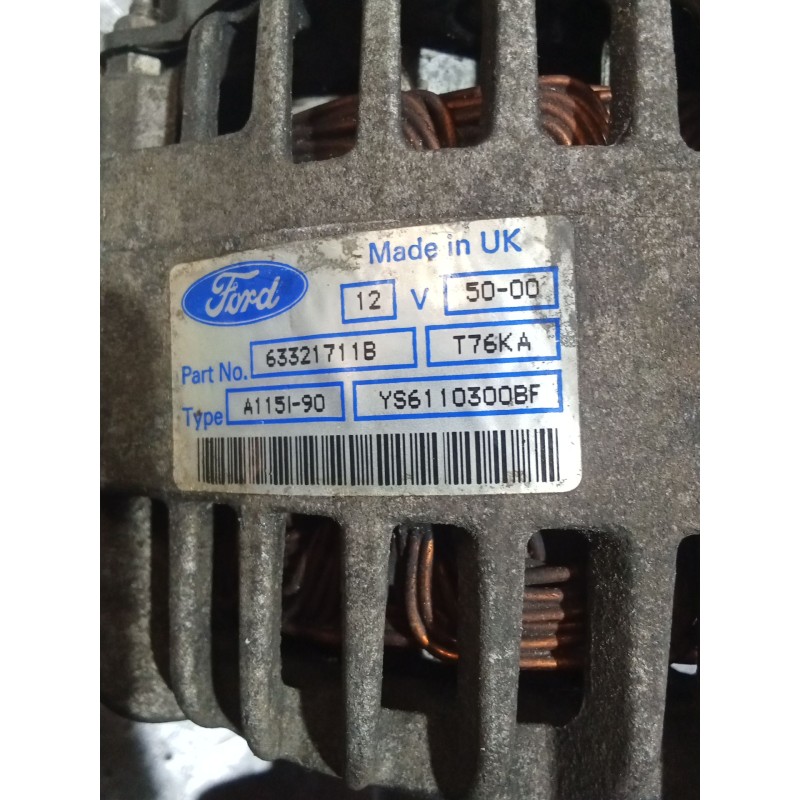 Made in UK
Ford 12 V 50-00
Part No. 63321711B T76KA
Type A115I-90 YS6110300BF